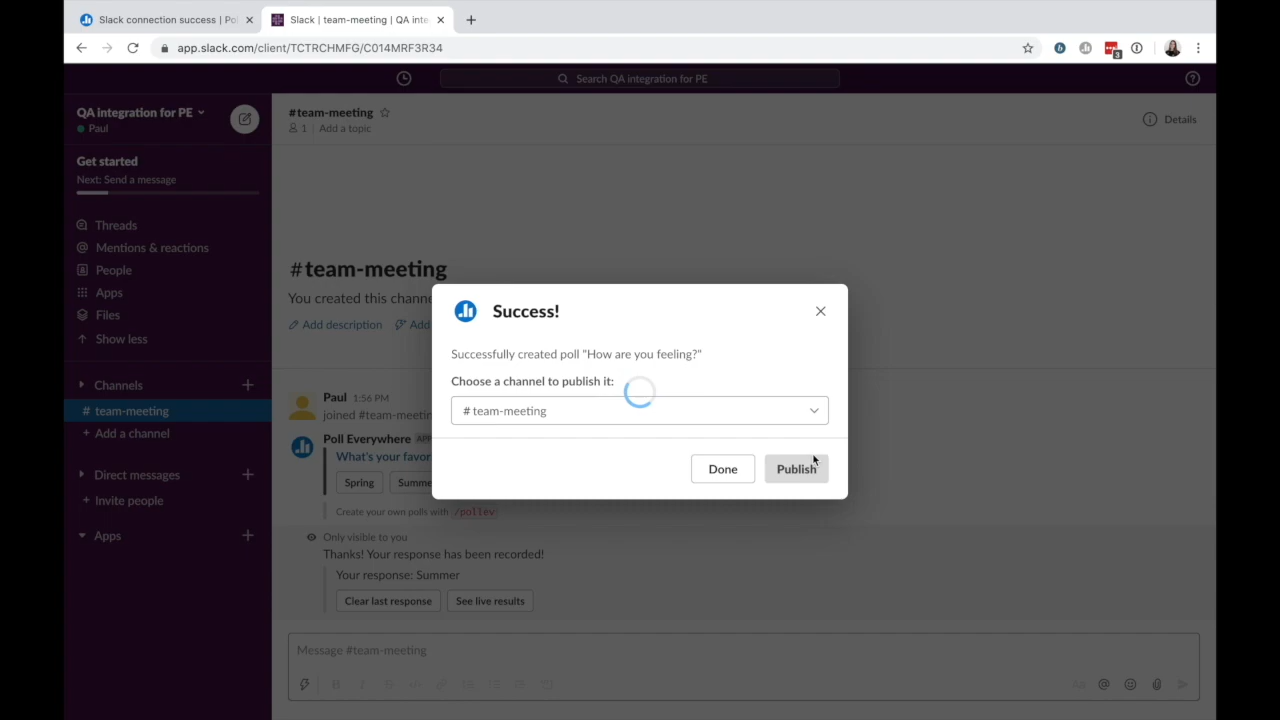 Slack connection success | Po
Slack | team-meeting | QA inte
app.slack.com/client/TCTRCHMFG/C014MRF3R34
3
Search QA integration for PE
QA integration for PE
Paul
Get started
Next: Send a message
Threads
Mentions & reactions
People
Apps
Files
Show less
Channels
# team-meeting
+ Add a channel
Direct messages
+ Invite people
Apps
#team-meeting
1 | Add a topic
Details
#team-meeting
You created this channe
Add description
Add
Paul 1:56 PM
joined #team-meetin
Poll Everywhere APP
What's your favor
Spring
Summe
Create your own polls with /pollev
Only visible to you
Thanks! Your response has been recorded!
Your response: Summer
Clear last response
See live results
Message #team-meeting
Success!
Successfully created poll "How are you feeling?"
Choose a channel to publish it:
# team-meeting
Done
Publish